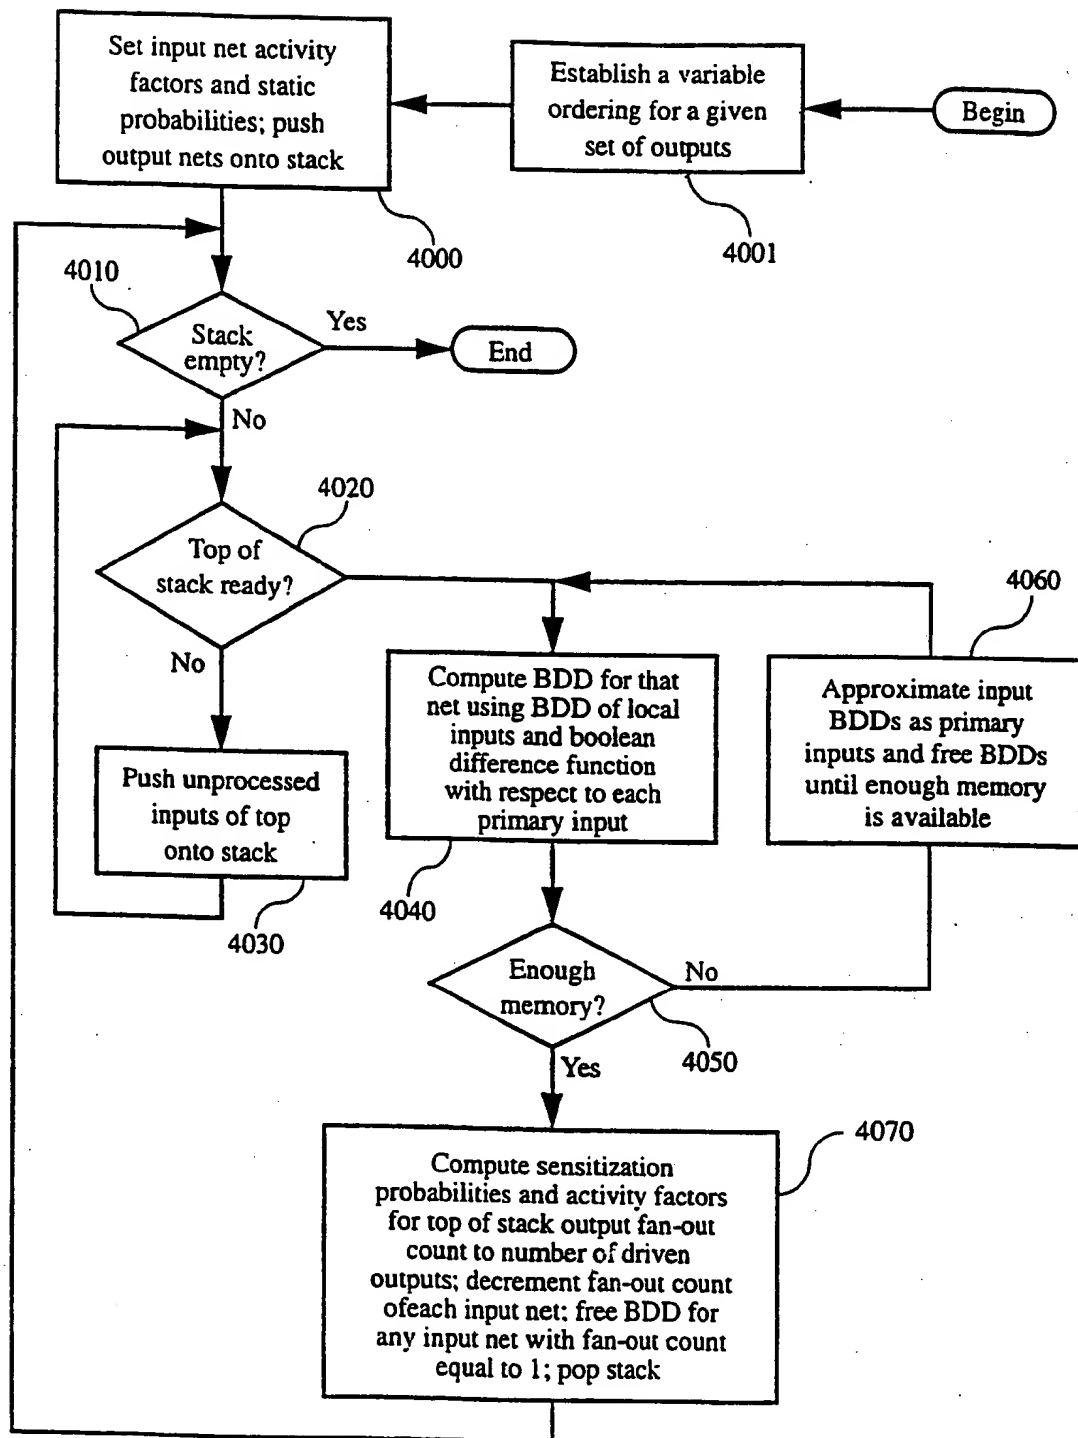 Set input net activity
factors and static
probabilities; push
output nets onto stack
Establish a variable
ordering for a given
set of outputs
Begin
4000
4001
4010
Stack
empty?
Yes
End
No
4020
Top of
stack ready?
No
4060
Compute BDD for that
net using BDD of local
inputs and boolean
difference function
with respect to each
primary input
Approximate input
BDDs as primary
inputs and free BDDs
until enough memory
is available
Push unprocessed
inputs of top
onto stack
4030
4040
Enough
memory?
No
4050
Yes
4070
Compute sensitization
probabilities and activity factors
for top of stack output fan-out
count to number of driven
outputs; decrement fan-out count
ofeach input net: free BDD for
any input net with fan-out count
equal to 1; pop stack